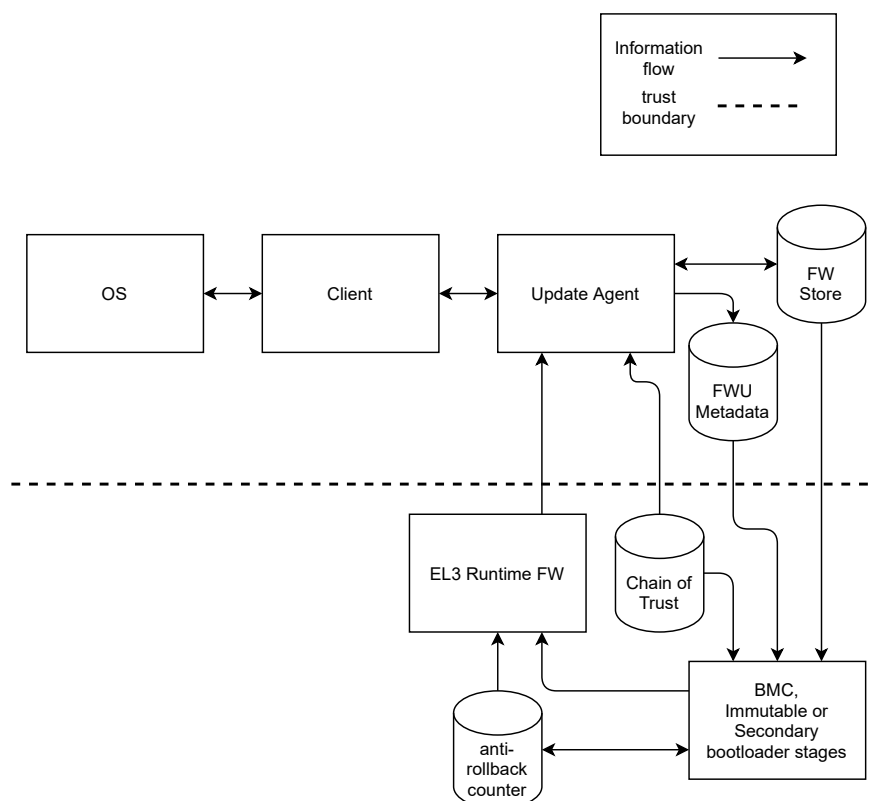 Information
flow
trust
boundary
OS
Client
Update Agent
FW
Store
FWU
Metadata
EL3 Runtime FW
Chain of
Trust
BMC,
Immutable or
Secondary
bootloader stages
anti-
rollback
counter